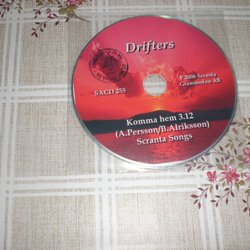 Drifters
SACD 255
P 2006 Scranta
Grammofon AB
Komma hem 3.12
(A.Persson/B.Alriksson)
Scranta Songs